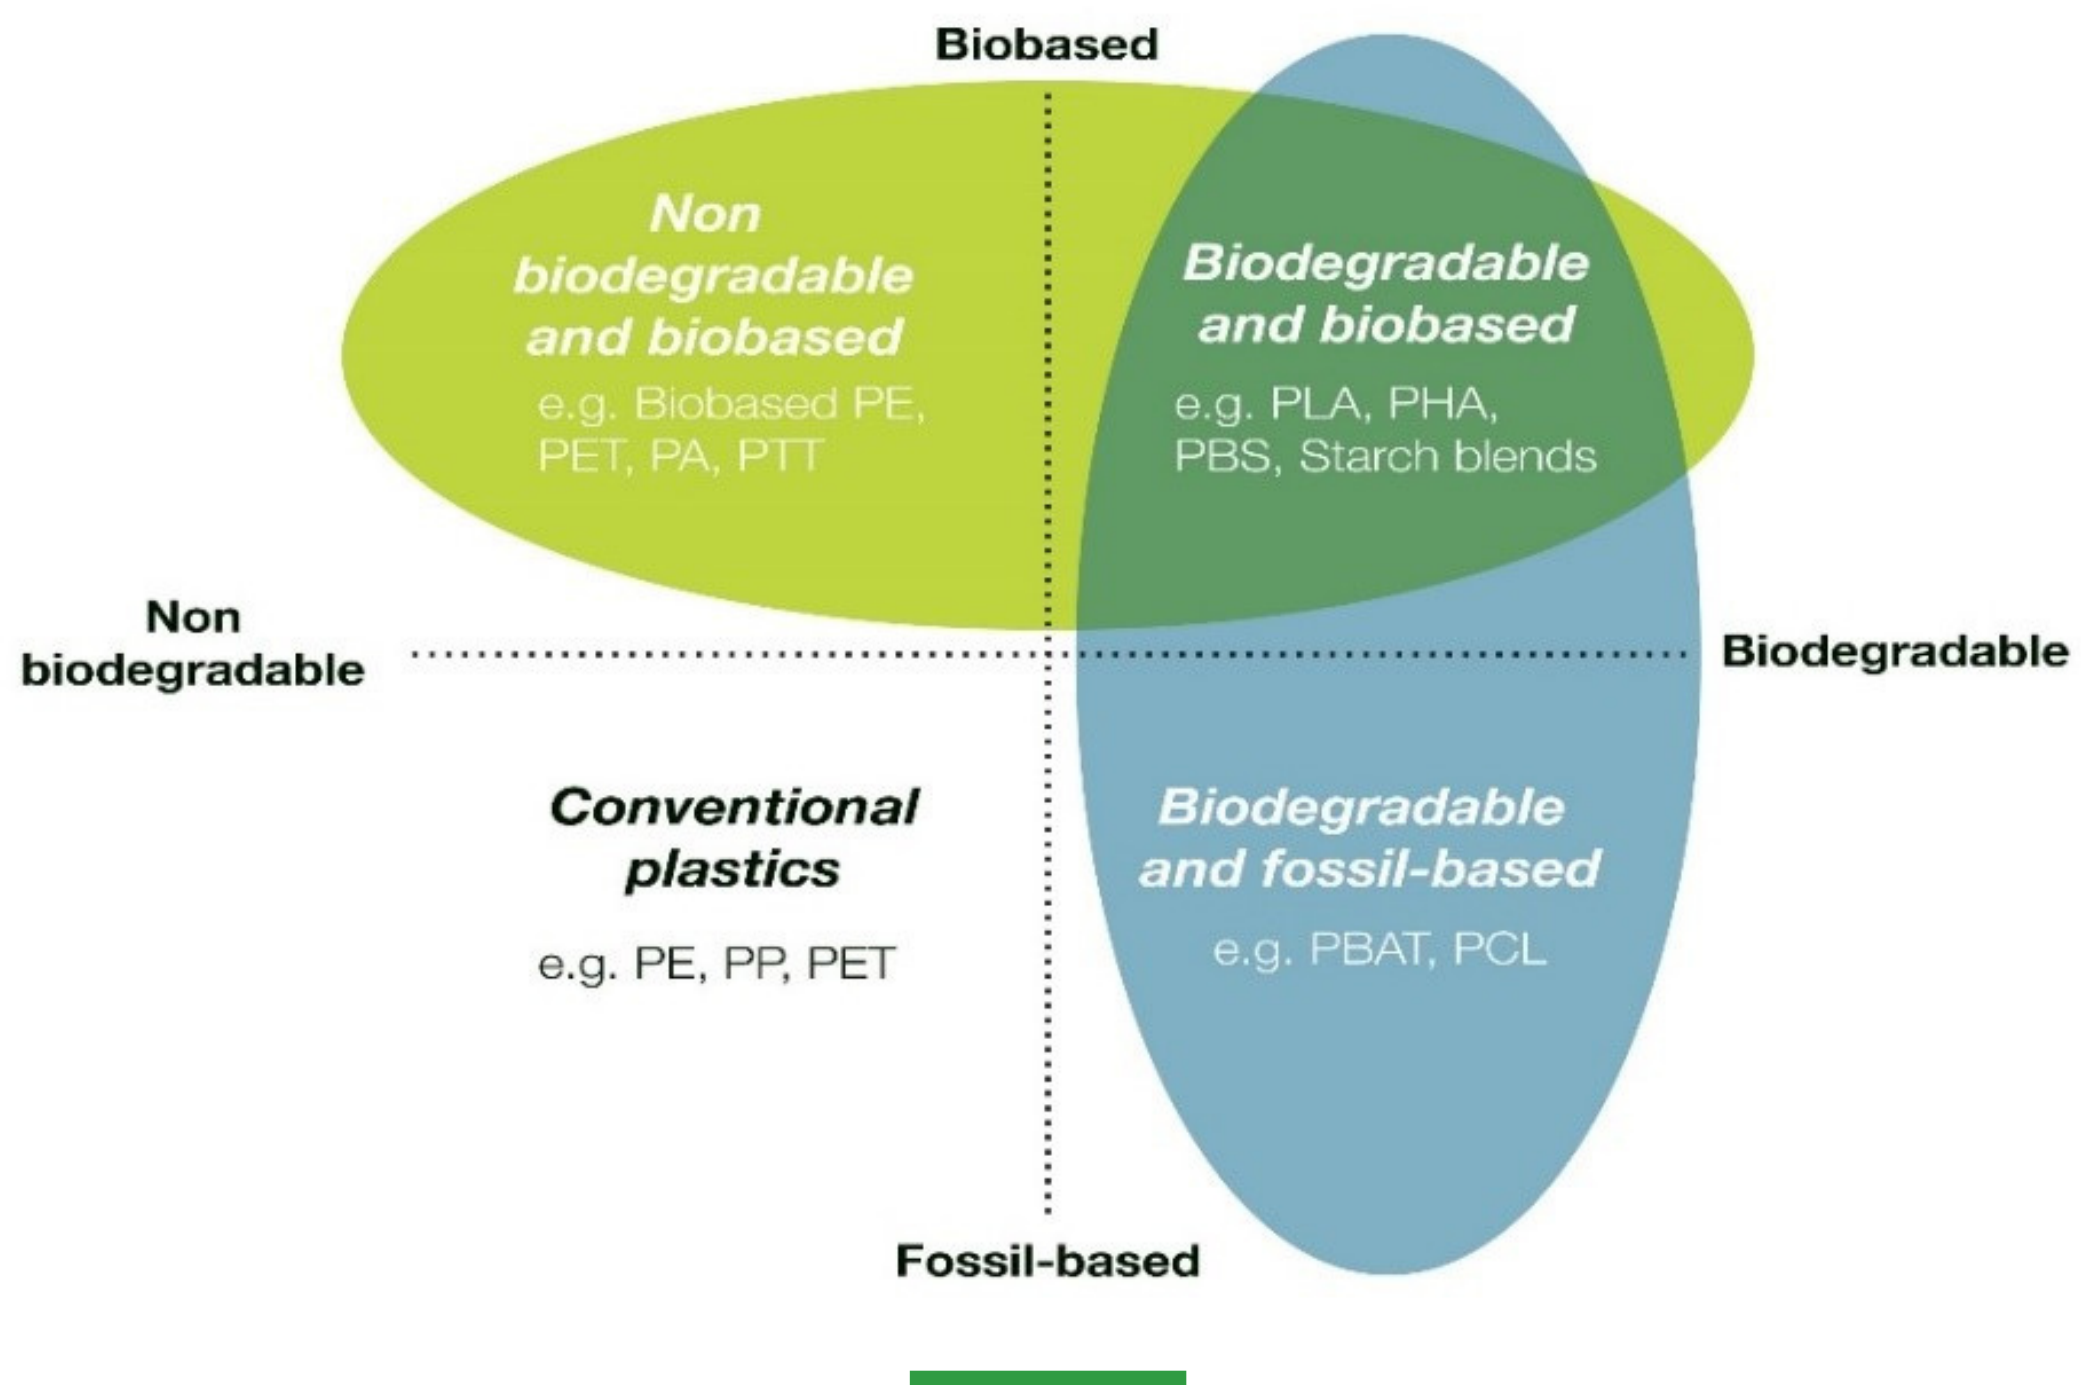 Biobased
Non
biodegradable
and biobased
e.g. Biobased PE,
PET, PA, PTT
Biodegradable
and biobased
e.g. PLA, PHA,
PBS, Starch blends
Non
biodegradable
Biodegradable
Conventional
plastics
e.g. PE, PP, PET
Biodegradable
and fossil-based
e.g. PBAT, PCL
Fossil-based